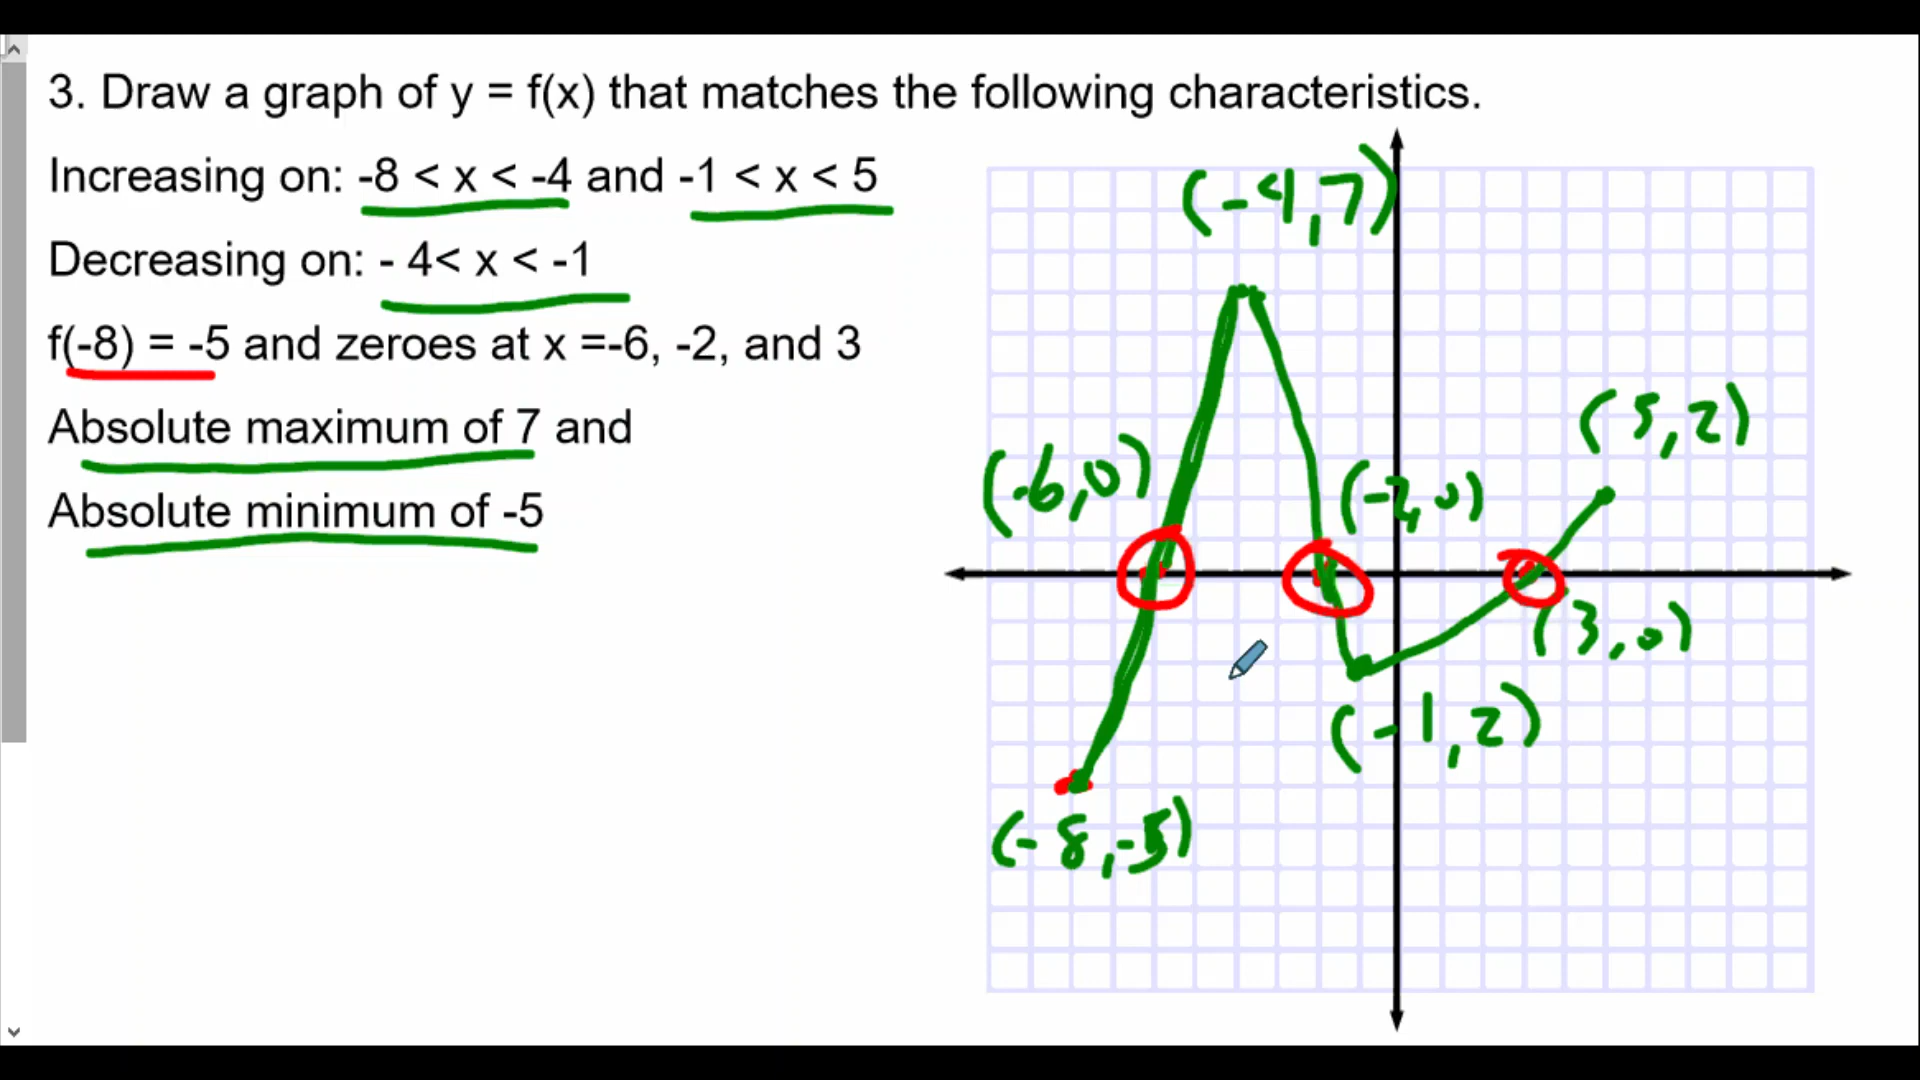 3. Draw a graph of y = f(x) that matches the following characteristics.
Increasing on: -8 < x < -4 and -1 < x < 5
Decreasing on: - 4< x < -1
f(-8) = -5 and zeroes at x =-6, -2, and 3
Absolute maximum of 7 and
Absolute minimum of -5
(-4,7)
(5,2)
(-6,0)
(-2,0)
(3,0)
(-1,2)
(-8,-5)